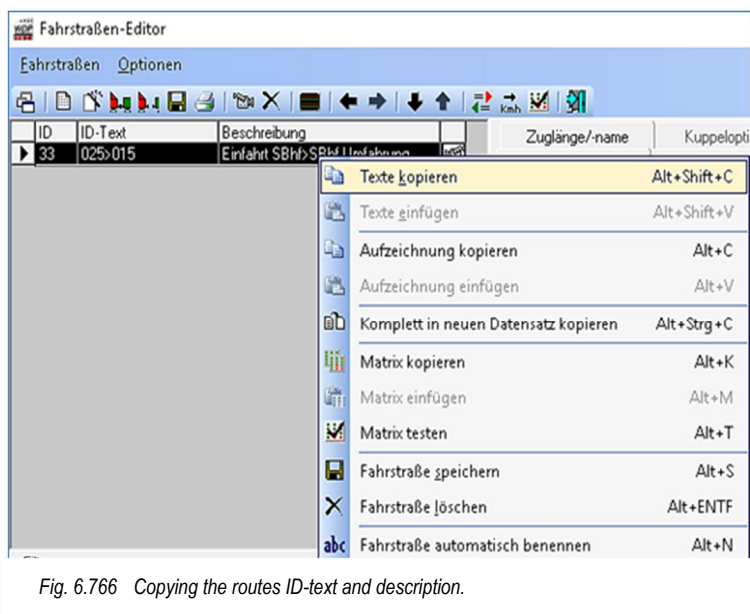 Fahrstraßen-Editor
Fahrstraßen Optionen
ID ID-Text Beschreibung Zuglänge/-name Kuppelopti
33 025>015 Einfahrt SBhf>SBhf Umfahrung
Texte kopieren Alt+Shift+C
Texte einfügen Alt+Shift+V
Aufzeichnung kopieren Alt+C
Aufzeichnung einfügen Alt+V
Komplett in neuen Datensatz kopieren Alt+Strg+C
Matrix kopieren Alt+K
Matrix einfügen Alt+M
Matrix testen Alt+T
Fahrstraße speichern Alt+S
Fahrstraße löschen Alt+ENTF
abc Fahrstraße automatisch benennen Alt+N
Fig. 6.766 Copying the routes ID-text and description.